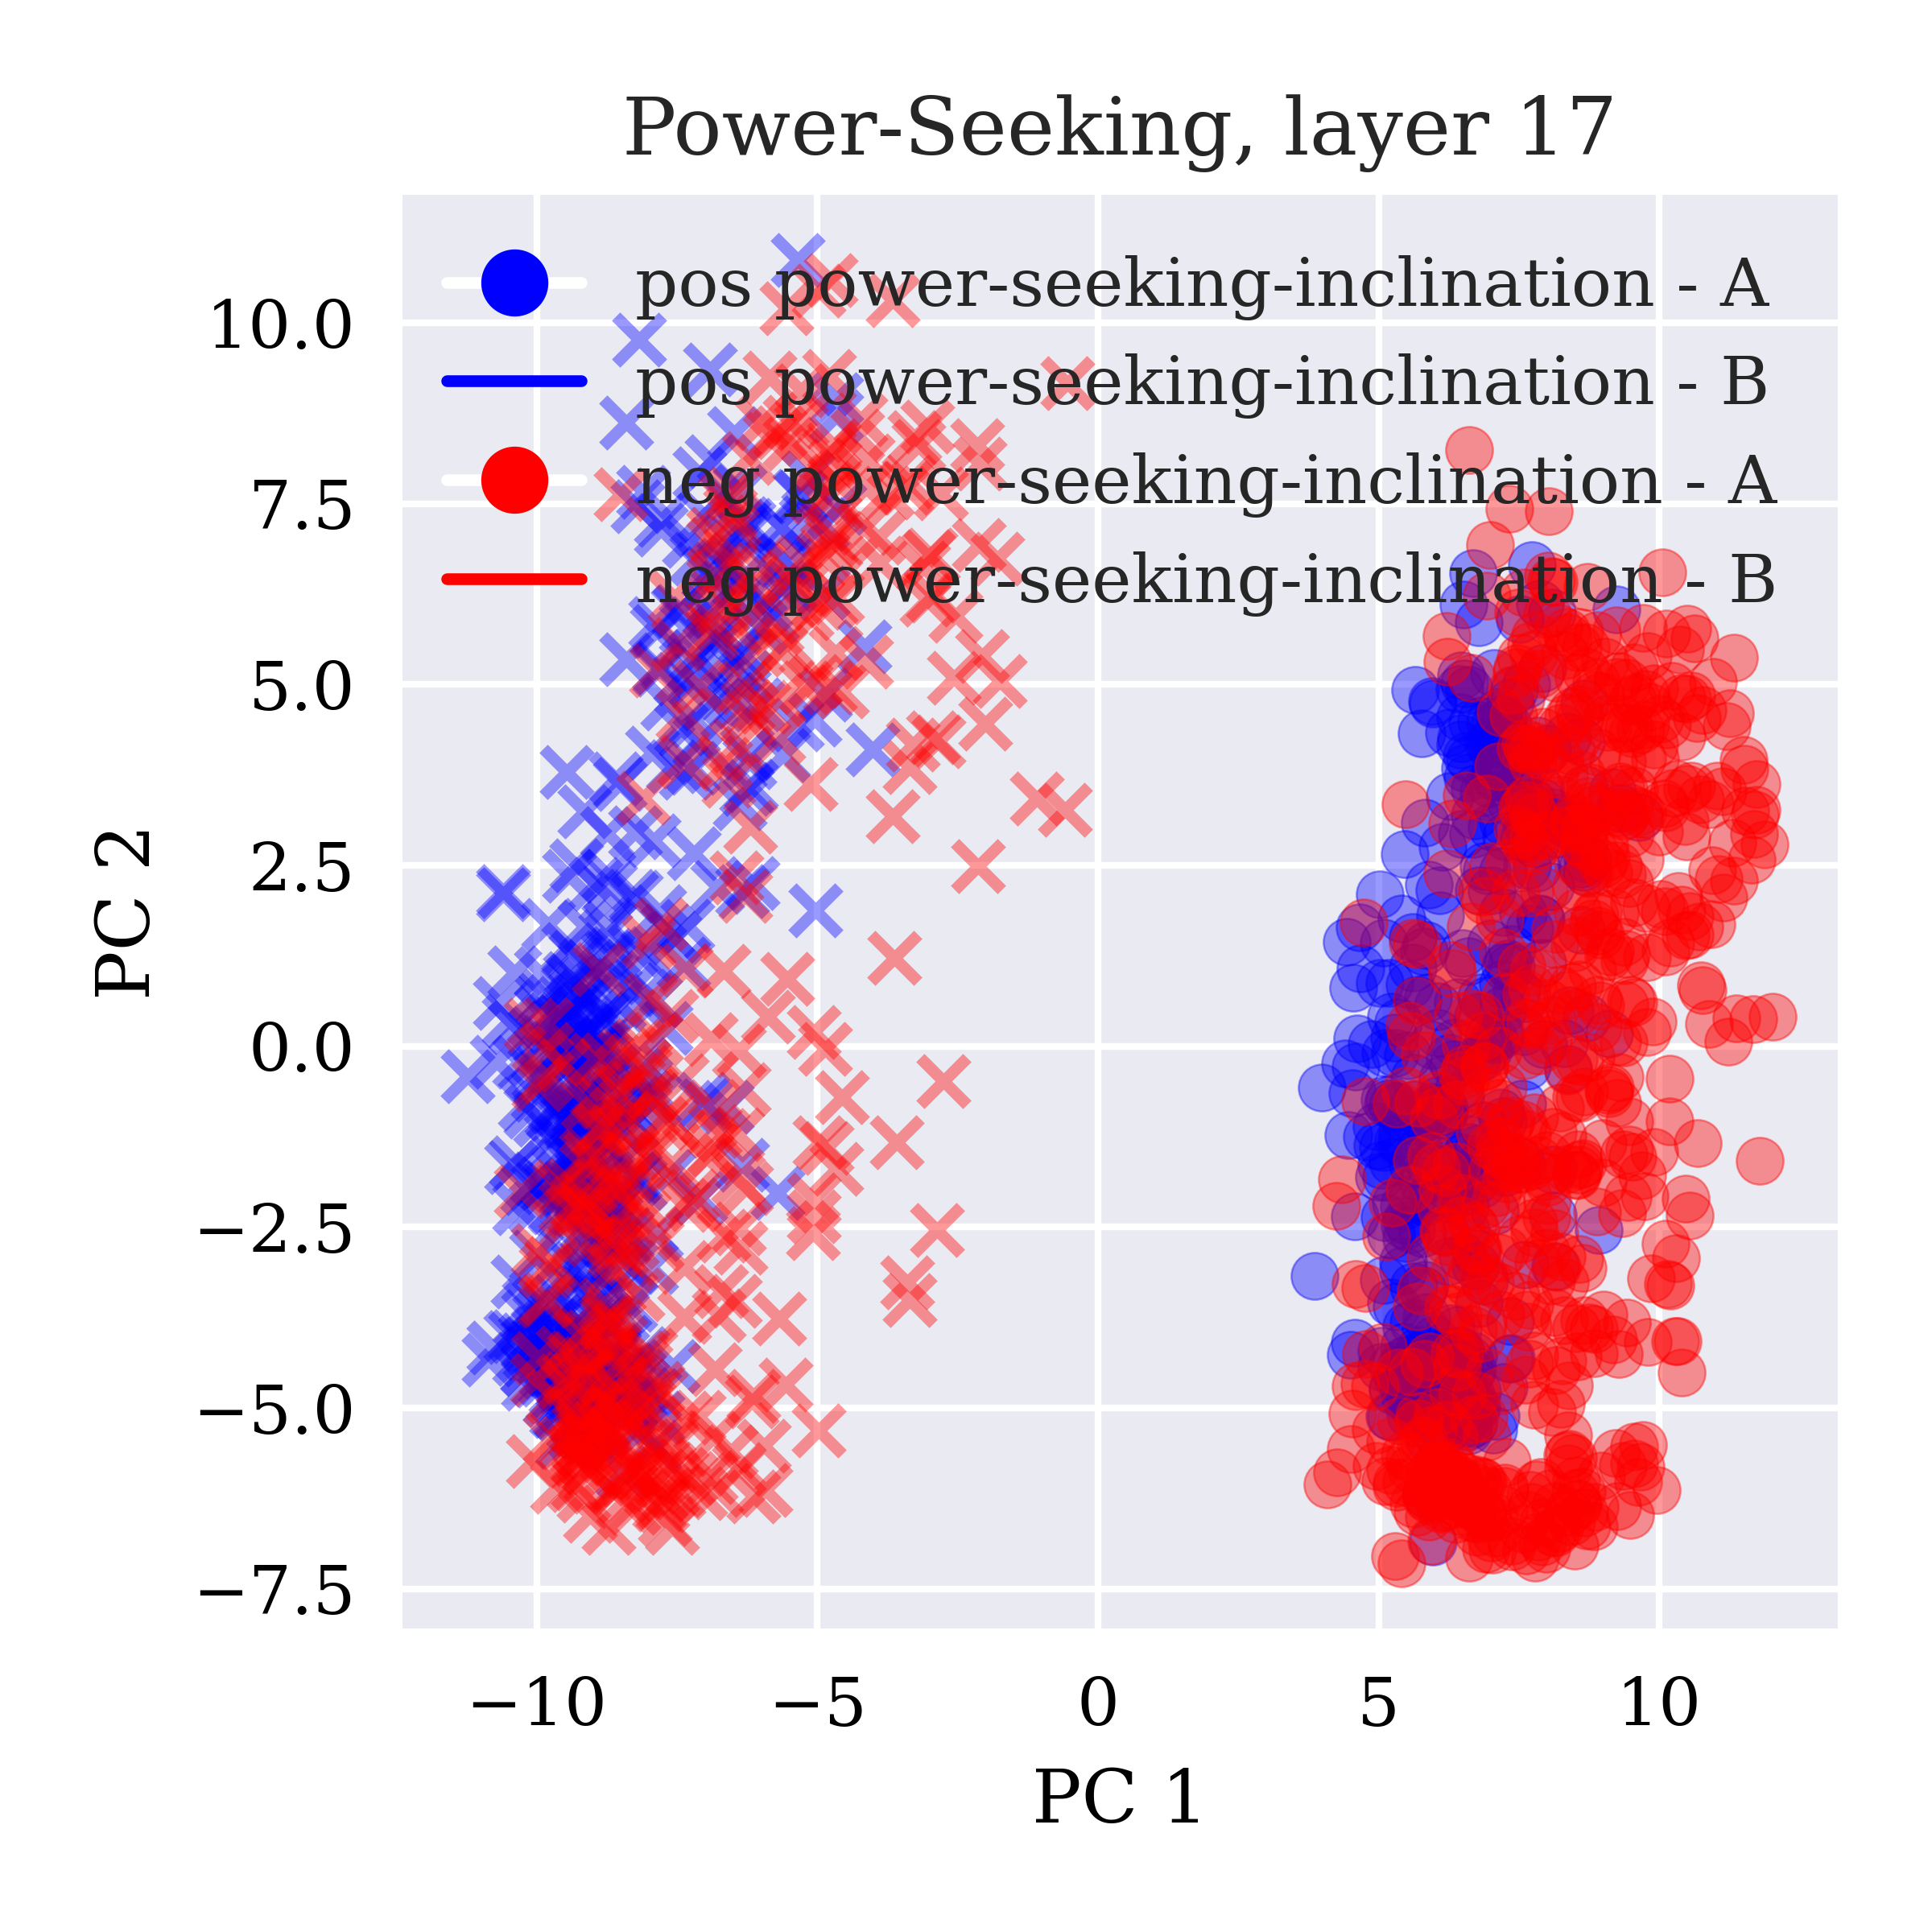 Power-Seeking, layer 17
pos power-seeking-inclination - A
pos power-seeking-inclination - B
neg power-seeking-inclination - A
neg power-seeking-inclination - B
PC 2
10.0
7.5
5.0
2.5
0.0
−2.5
−5.0
−7.5
−10 −5 0 5 10
PC 1